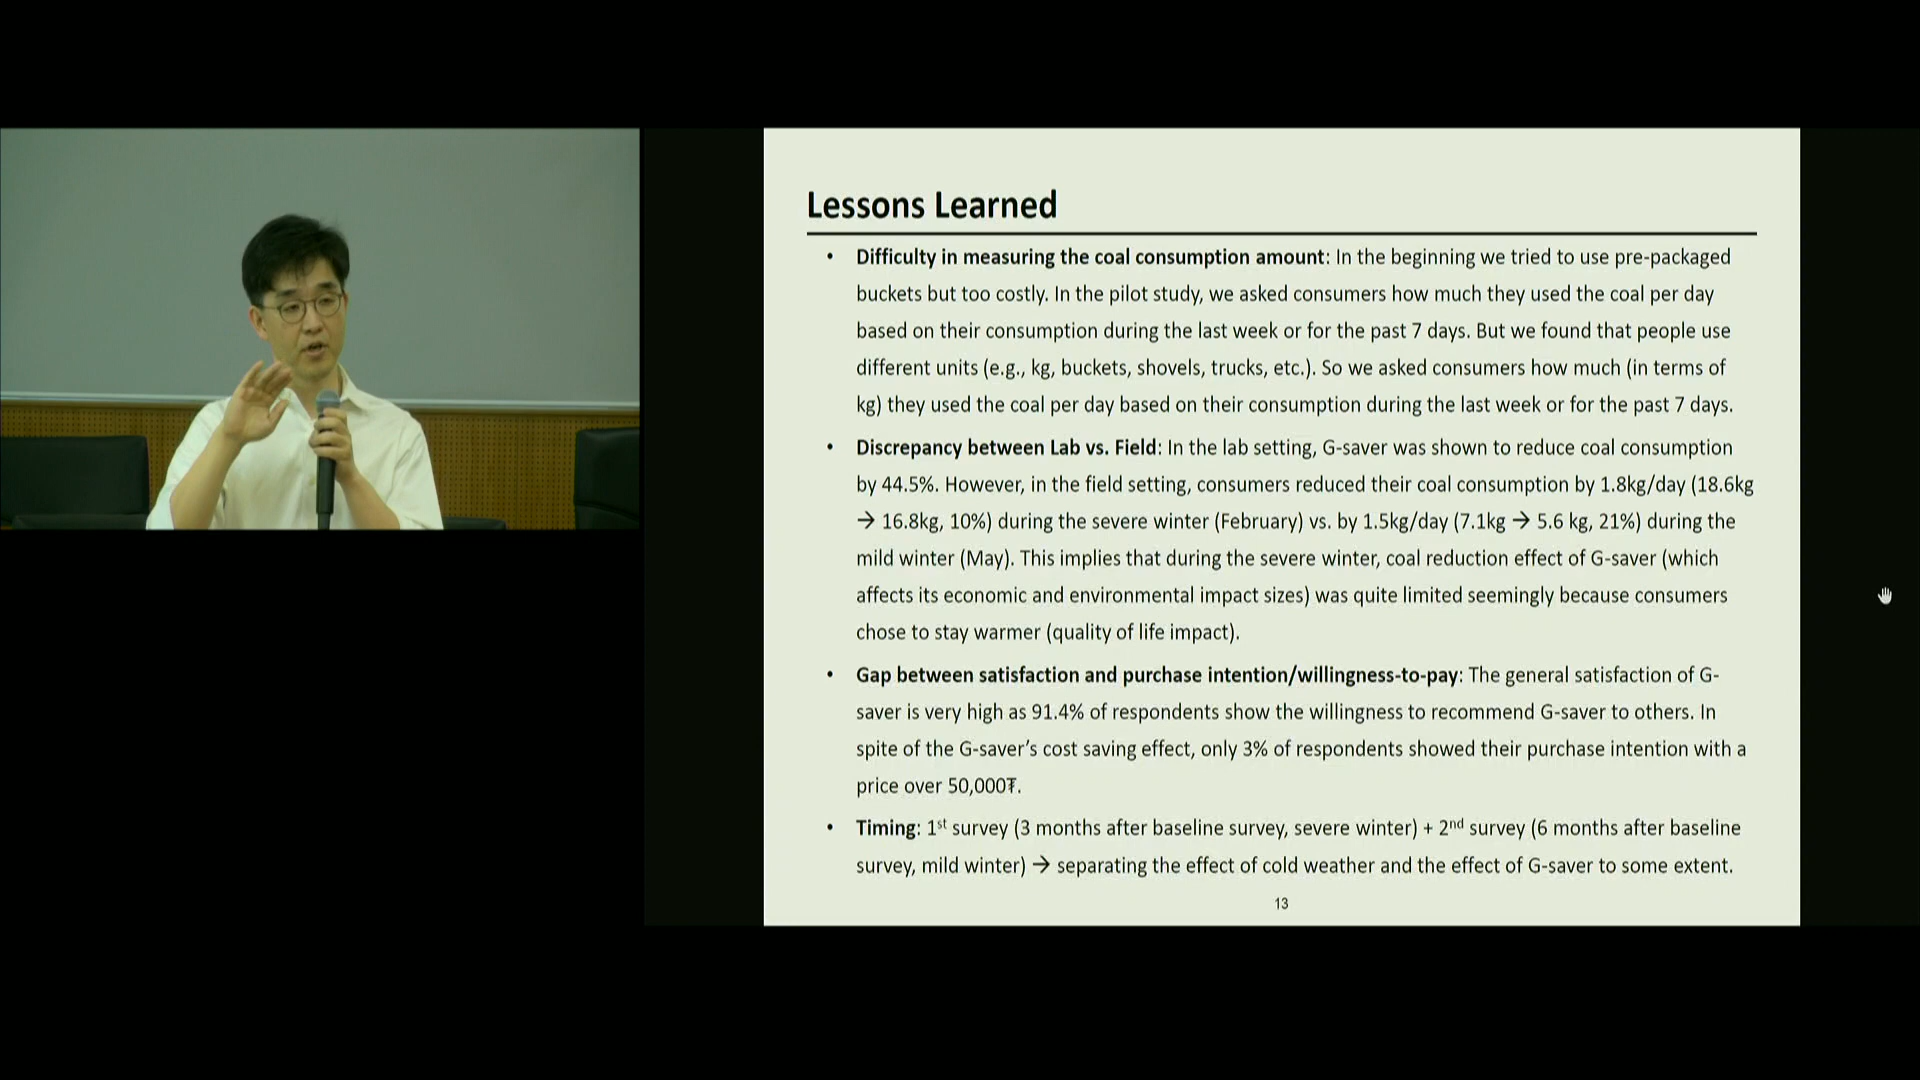 Lessons Learned
• Difficulty in measuring the coal consumption amount: In the beginning we tried to use pre-packaged
buckets but too costly. In the pilot study, we asked consumers how much they used the coal per day
based on their consumption during the last week or for the past 7 days. But we found that people use
different units (e.g., kg, buckets, shovels, trucks, etc.). So we asked consumers how much (in terms of
kg) they used the coal per day based on their consumption during the last week or for the past 7 days.
• Discrepancy between Lab vs. Field: In the lab setting, G-saver was shown to reduce coal consumption
by 44.5%. However, in the field setting, consumers reduced their coal consumption by 1.8kg/day (18.6kg
→ 16.8kg, 10%) during the severe winter (February) vs. by 1.5kg/day (7.1kg → 5.6 kg, 21%) during the
mild winter (May). This implies that during the severe winter, coal reduction effect of G-saver (which
affects its economic and environmental impact sizes) was quite limited seemingly because consumers
chose to stay warmer (quality of life impact).
• Gap between satisfaction and purchase intention/willingness-to-pay: The general satisfaction of G-
saver is very high as 91.4% of respondents show the willingness to recommend G-saver to others. In
spite of the G-saver’s cost saving effect, only 3% of respondents showed their purchase intention with a
price over 50,000₮.
• Timing: 1st survey (3 months after baseline survey, severe winter) + 2nd survey (6 months after baseline
survey, mild winter) → separating the effect of cold weather and the effect of G-saver to some extent.
13